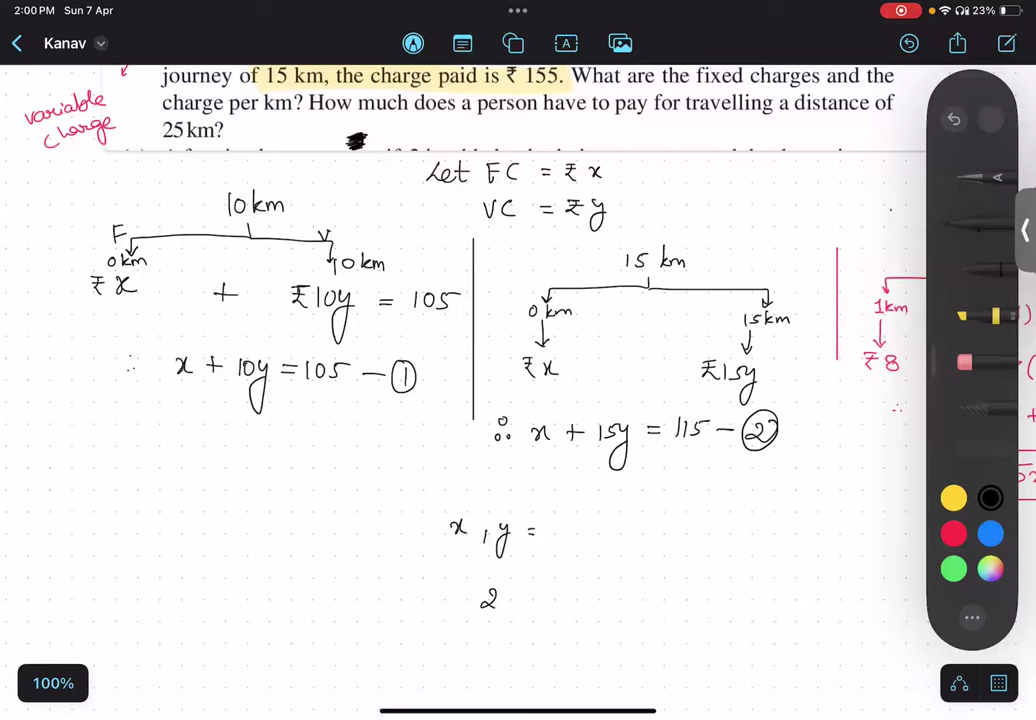 2:00 PM Sun 7 Apr
23%
Kanav
journey of 15 km, the charge paid is ₹ 155. What are the fixed charges and the
charge per km? How much does a person have to pay for travelling a distance of
25 km?
variable
charge
Let FC = ₹ x
VC = ₹ y
10 km
F V
0 km 10 km
₹ x + ₹ 10y = 105
∴ x + 10y = 105 — ①
15 km
0 km 15 km
₹ x ₹ 15y
∴ x + 15y = 115 — ②
x, y =
2
1 km
₹ 8
∴
A
100%